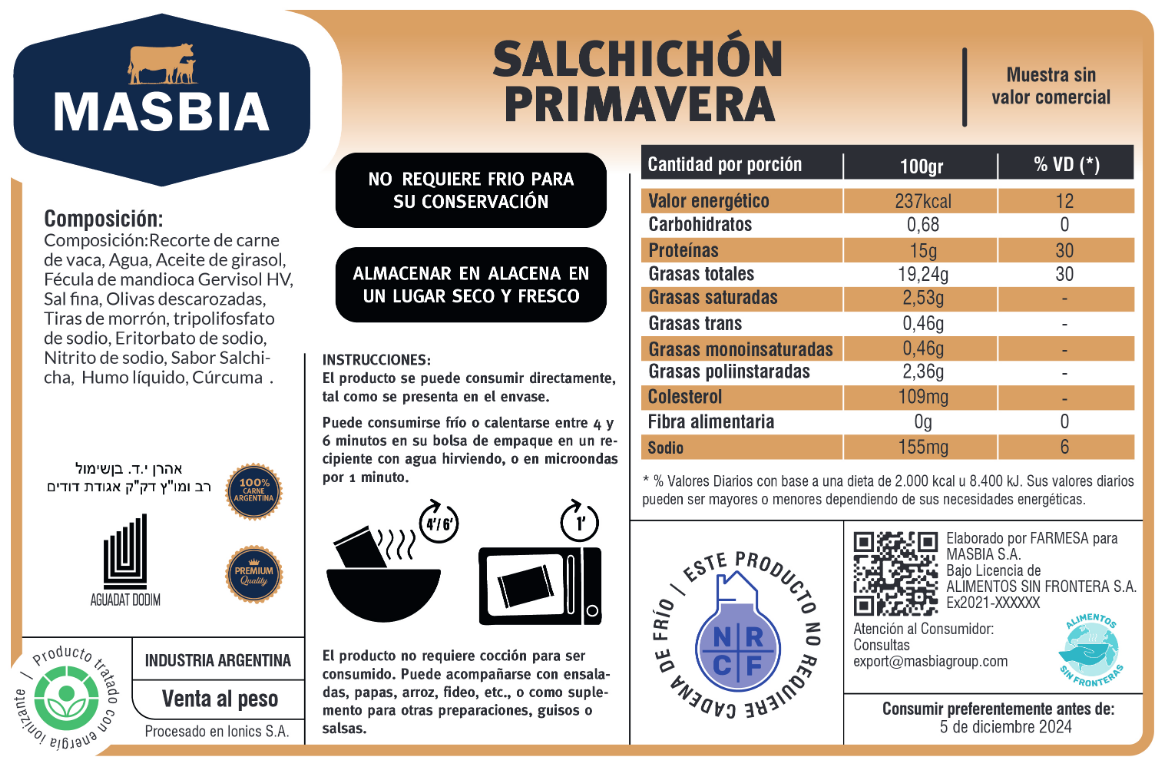 MASBIA
SALCHICHÓN
PRIMAVERA
Muestra sin
valor comercial
Composición:
Composición:Recorte de carne
de vaca, Agua, Aceite de girasol,
Fécula de mandioca Gervisol HV,
Sal fina, Olivas descarozadas,
Tiras de morrón, tripolifosfato
de sodio, Eritorbato de sodio,
Nitrito de sodio, Sabor Salchi-
cha, Humo líquido, Cúrcuma .
אהרן י.ד. בןשימול
רב ומו"ץ דק"ק אגודת דודים
AGUADAT DODIM
100%
CARNE
ARGENTINA
PREMIUM
Quality
Producto tratado con energía ionizante /
INDUSTRIA ARGENTINA
Venta al peso
Procesado en Ionics S.A.
NO REQUIERE FRIO PARA
SU CONSERVACIÓN
ALMACENAR EN ALACENA EN
UN LUGAR SECO Y FRESCO
INSTRUCCIONES:
El producto se puede consumir directamente,
tal como se presenta en el envase.
Puede consumirse frío o calentarse entre 4 y
6 minutos en su bolsa de empaque en un re-
cipiente con agua hirviendo, o en microondas
por 1 minuto.
4'/6'
1'
El producto no requiere cocción para ser
consumido. Puede acompañarse con ensala-
das, papas, arroz, fideo, etc., o como suple-
mento para otras preparaciones, guisos o
salsas.
Cantidad por porción 100gr % VD (*)
Valor energético 237kcal 12
Carbohidratos 0,68 0
Proteínas 15g 30
Grasas totales 19,24g 30
Grasas saturadas 2,53g -
Grasas trans 0,46g -
Grasas monoinsaturadas 0,46g -
Grasas poliinstaradas 2,36g -
Colesterol 109mg -
Fibra alimentaria 0g 0
Sodio 155mg 6
* % Valores Diarios con base a una dieta de 2.000 kcal u 8.400 kJ. Sus valores diarios
pueden ser mayores o menores dependiendo de sus necesidades energéticas.
/ ESTE PRODUCTO NO REQUIERE CADENA DE FRÍO
NR
CF
Elaborado por FARMESA para
MASBIA S.A.
Bajo Licencia de
ALIMENTOS SIN FRONTERA S.A.
Ex2021-XXXXXX
Atención al Consumidor:
Consultas
export@masbiagroup.com
ALIMENTOS
SIN FRONTERAS
Consumir preferentemente antes de:
5 de diciembre 2024